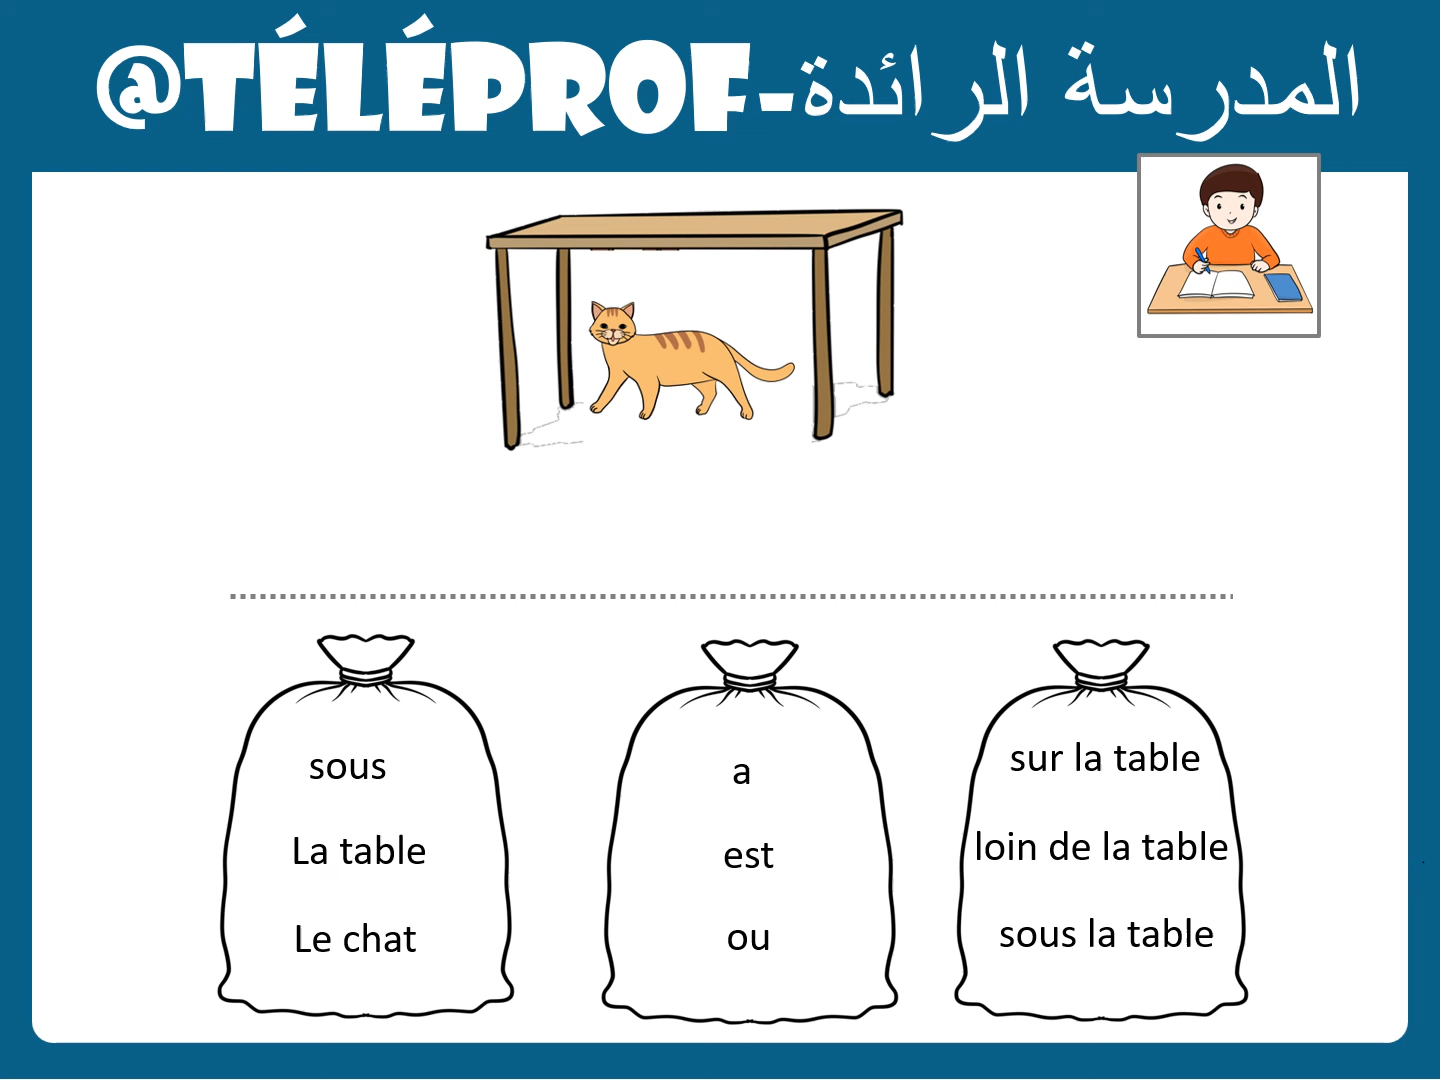 @TÉLÉPROF-المدرسة الرائدة
sous
La table
Le chat
a
est
ou
sur la table
loin de la table
sous la table